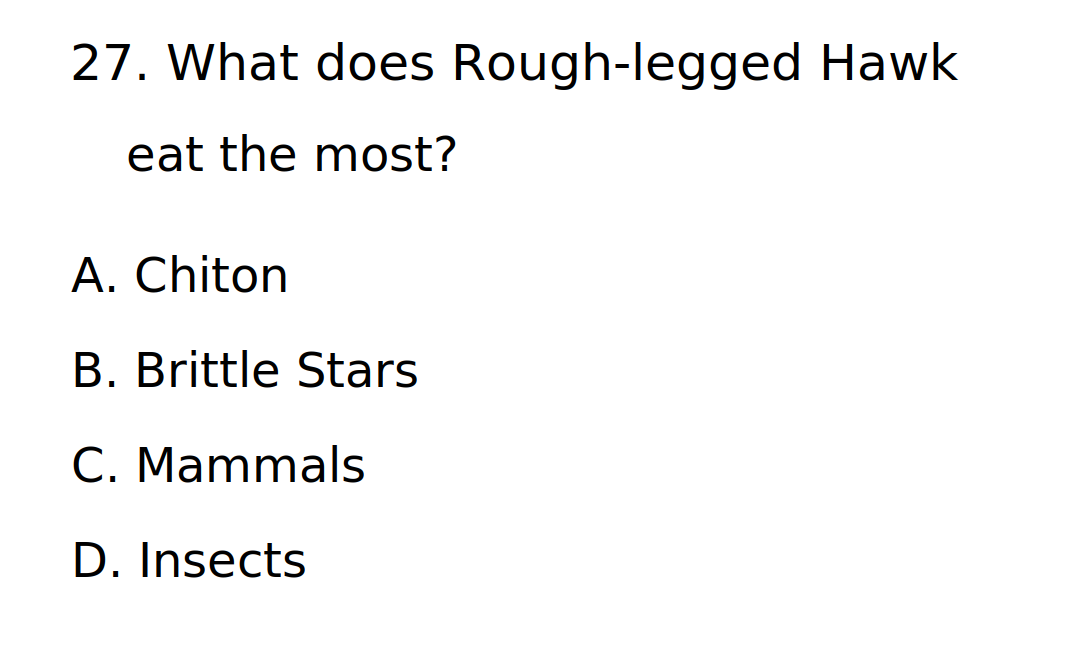 27. What does Rough-legged Hawk
eat the most?
A. Chiton
B. Brittle Stars
C. Mammals
D. Insects